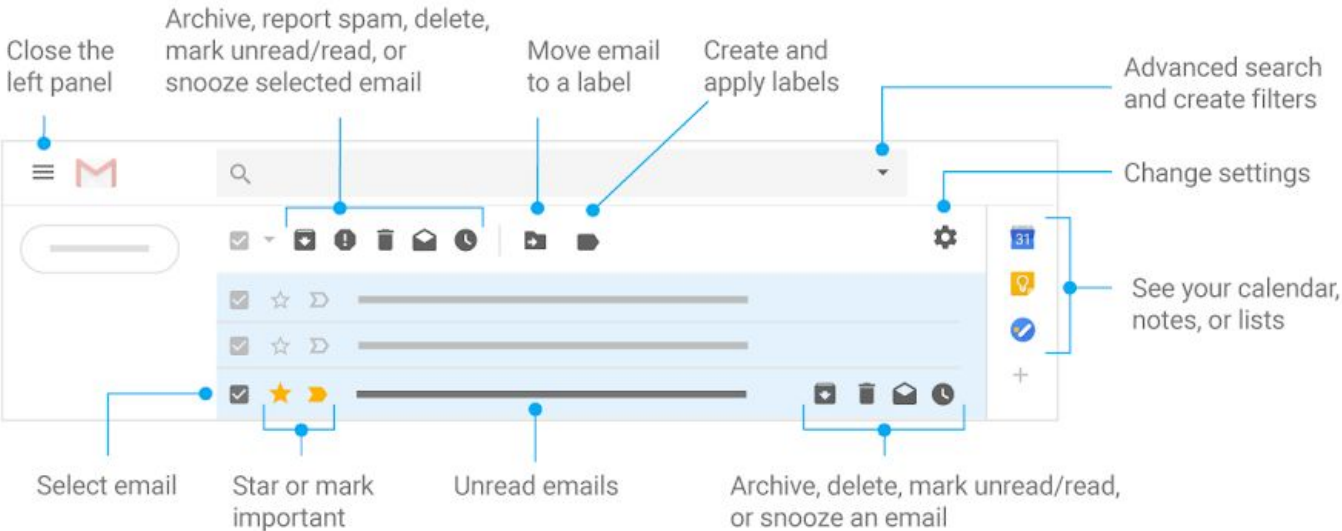 Archive, report spam, delete,
mark unread/read, or
snooze selected email
Close the
left panel
Move email
to a label
Create and
apply labels
Advanced search
and create filters
Change settings
31
See your calendar,
notes, or lists
Select email
Star or mark
important
Unread emails
Archive, delete, mark unread/read,
or snooze an email